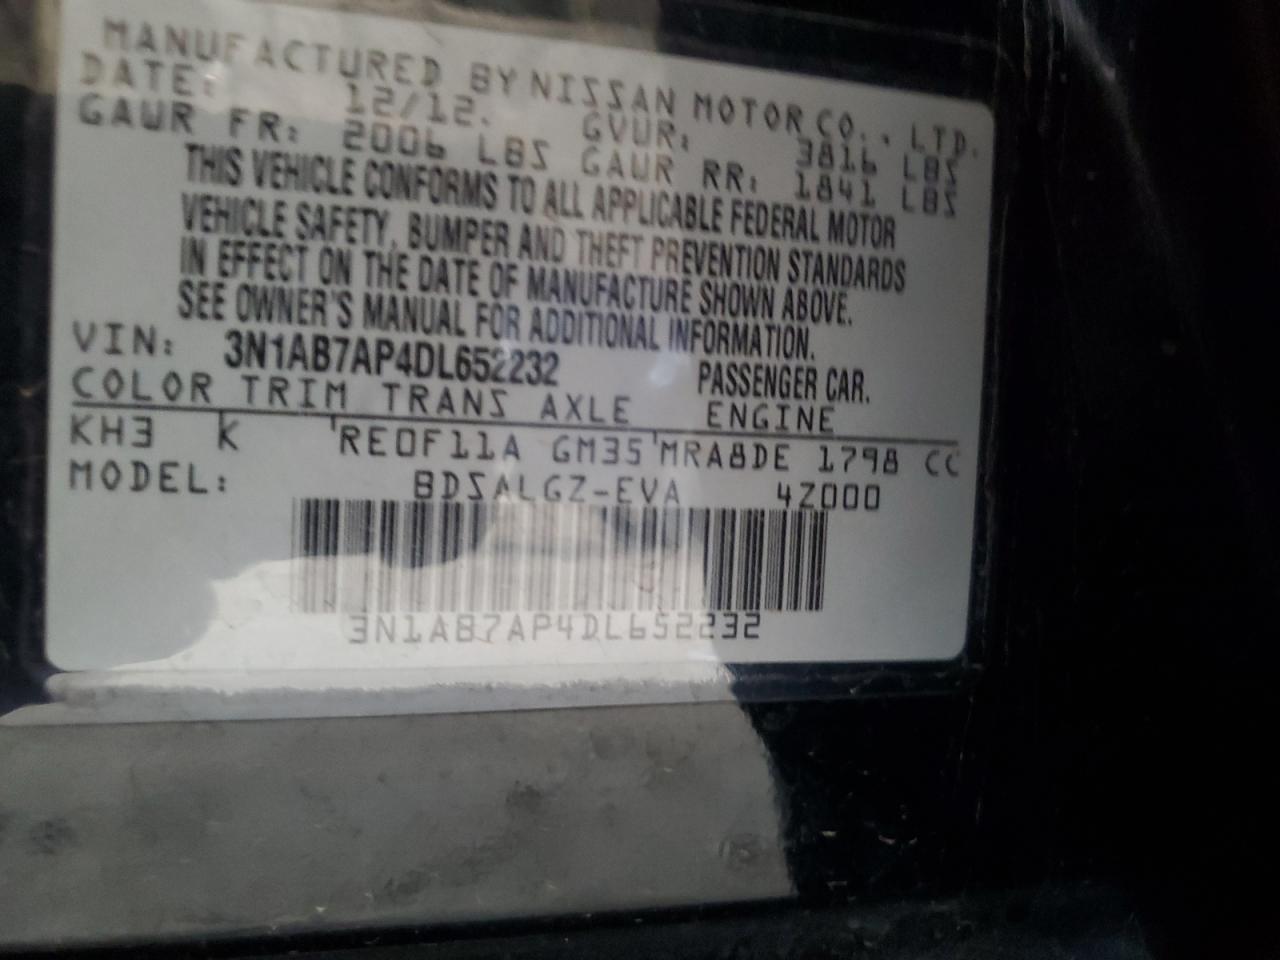 MANUFACTURED BY NISSAN MOTOR CO., LTD.
DATE: 12/12. GVWR: 3816 LBS
GAWR FR: 2006 LBS GAWR RR: 1841 LBS
THIS VEHICLE CONFORMS TO ALL APPLICABLE FEDERAL MOTOR
VEHICLE SAFETY, BUMPER AND THEFT PREVENTION STANDARDS
IN EFFECT ON THE DATE OF MANUFACTURE SHOWN ABOVE.
SEE OWNER'S MANUAL FOR ADDITIONAL INFORMATION.
VIN: 3N1AB7AP4DL652232 PASSENGER CAR.
COLOR TRIM TRANS AXLE ENGINE
KH3 K RE0F11A GM35 MRA8DE 1798 CC
MODEL: BDSALGZ-EVA 4Z000
3N1AB7AP4DL652232